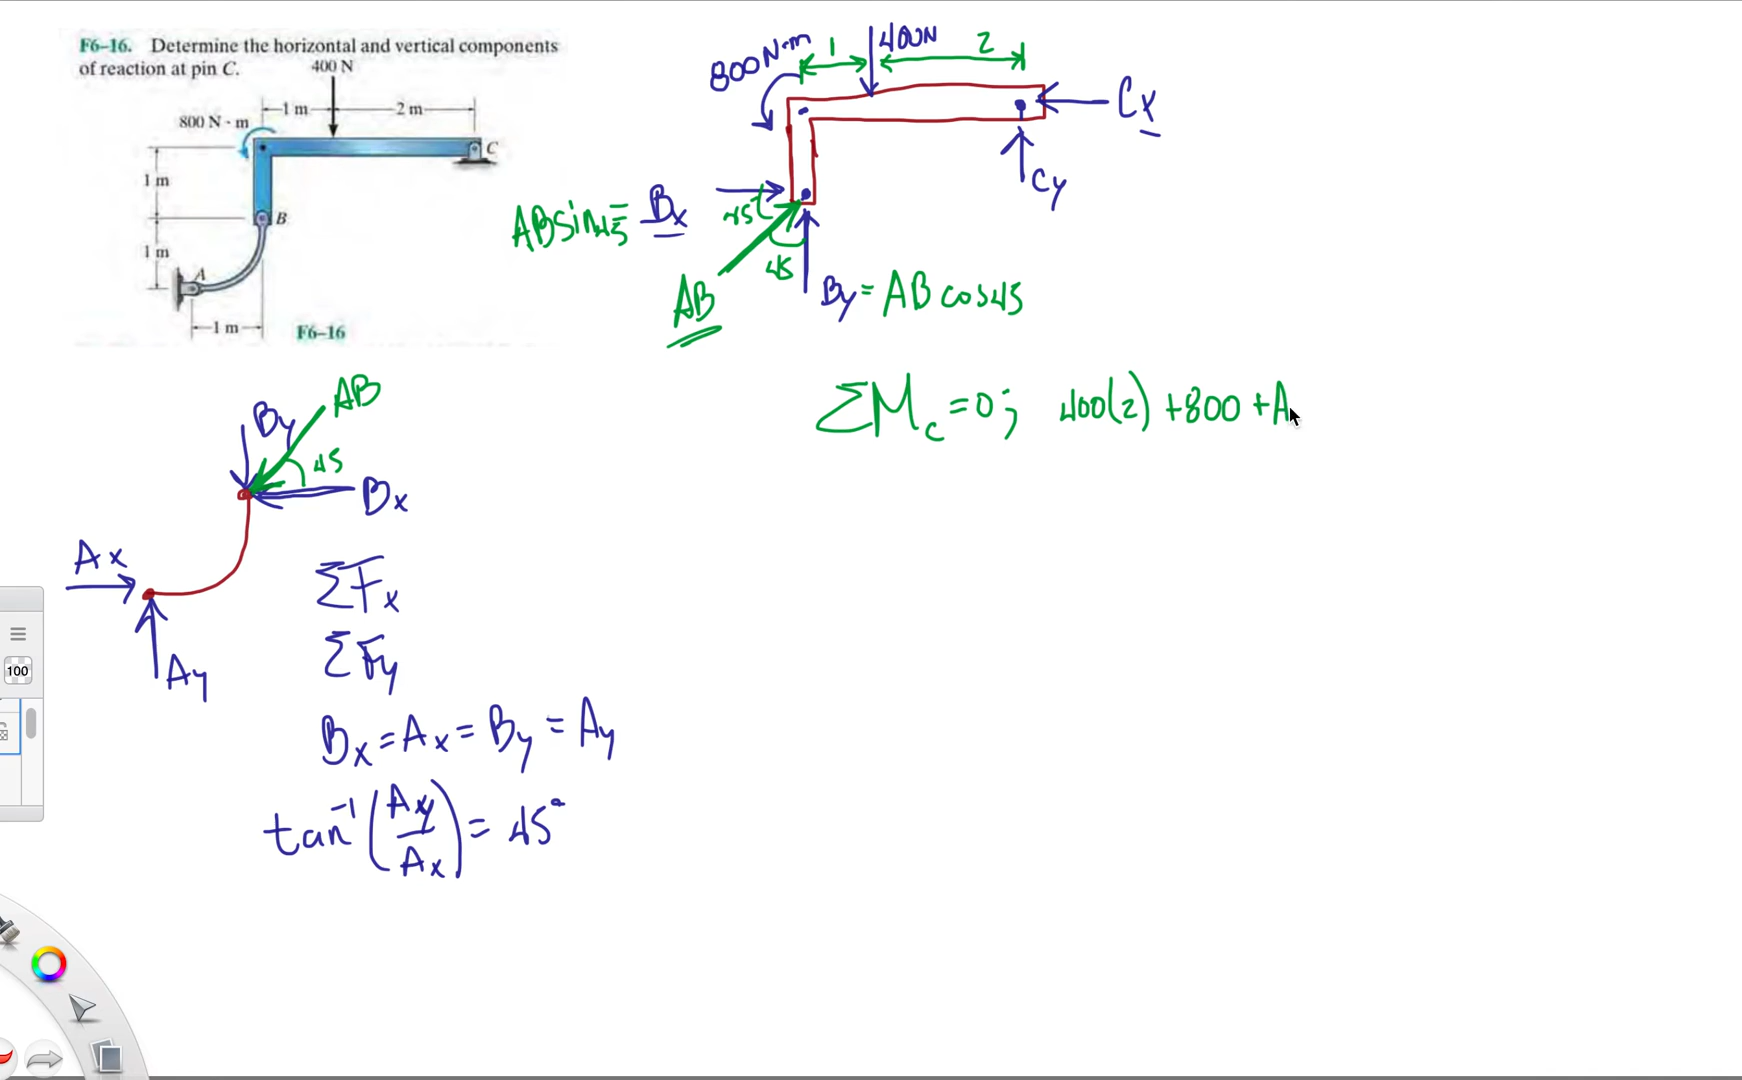 F6–16. Determine the horizontal and vertical components
of reaction at pin C.
400 N
1 m
2 m
800 N · m
C
1 m
B
1 m
A
1 m
F6–16
800 N·m
1
400N
2
Cx
Cy
ABsin45 = Bx
45
45
AB
By = AB cos45
ΣMc = 0; 400(2) + 800 + A
By
AB
45
Bx
Ax
Ay
ΣFx
ΣFy
Bx = Ax = By = Ay
tan⁻¹(Ay/Ax) = 45°
100